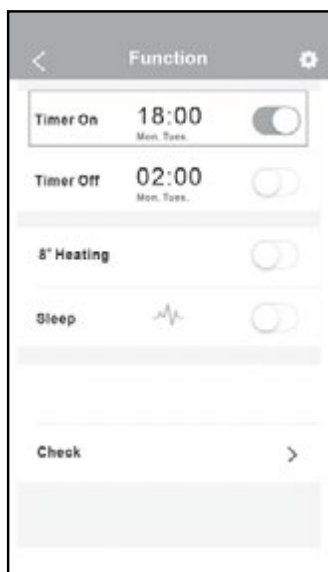 Function
Timer On 18:00
Mon. Tues.
Timer Off 02:00
Mon. Tues.
8° Heating
Sleep
Check